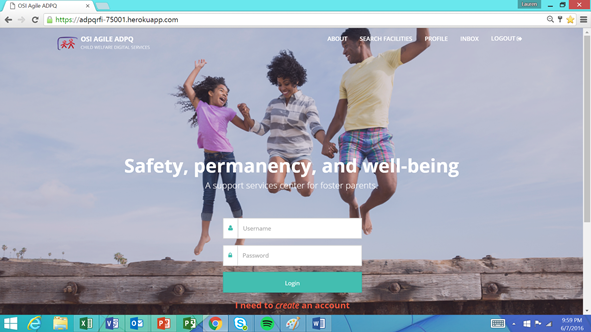 OSI Agile ADPQ
Lauren
https://adpqrfi-75001.herokuapp.com
OSI AGILE ADPQ
CHILD WELFARE DIGITAL SERVICES
ABOUT SEARCH FACILITIES PROFILE INBOX LOGOUT
Safety, permanency, and well-being
A support services center for foster parents.
Username
Password
Login
I need to create an account
9:59 PM
6/7/2016